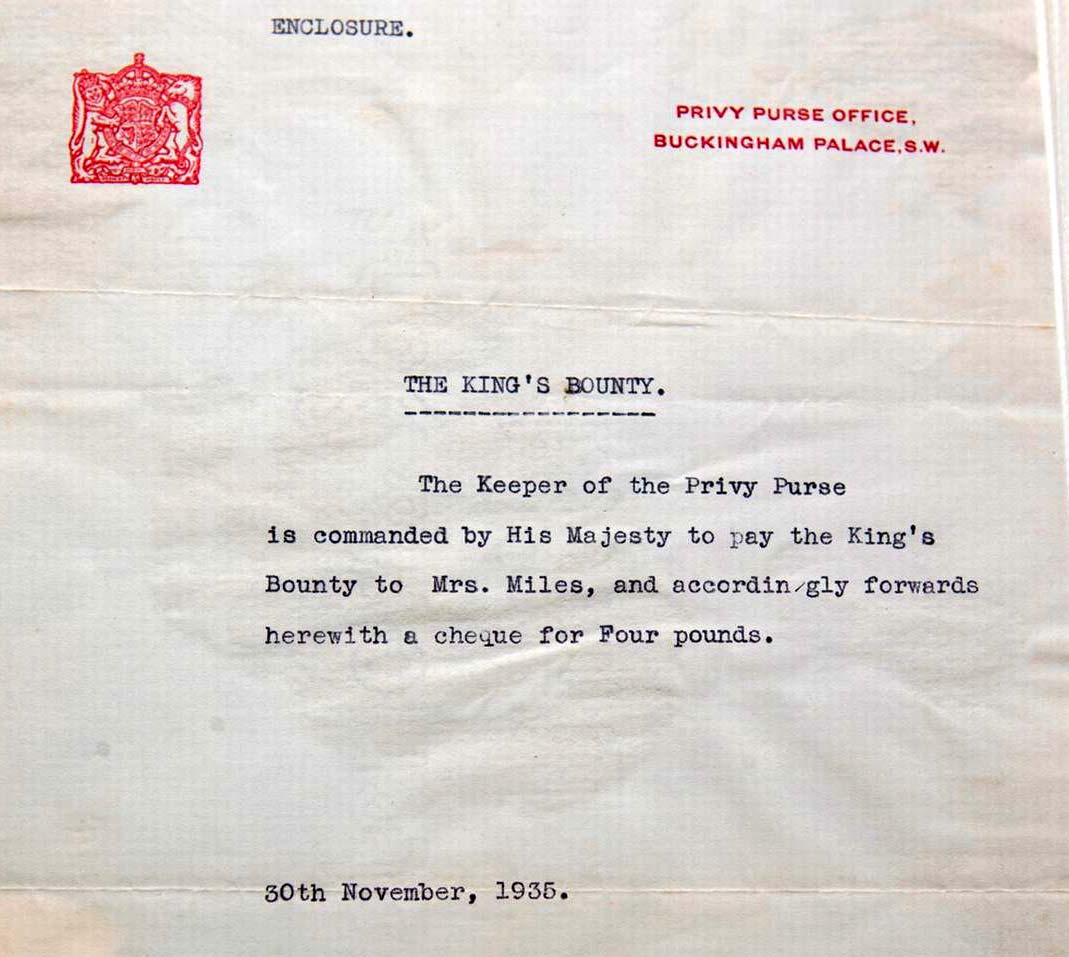 ENCLOSURE.
PRIVY PURSE OFFICE,
BUCKINGHAM PALACE, S.W.
THE KING'S BOUNTY.
The Keeper of the Privy Purse
is commanded by His Majesty to pay the King's
Bounty to Mrs. Miles, and accordin/gly forwards
herewith a cheque for Four pounds.
30th November, 1935.